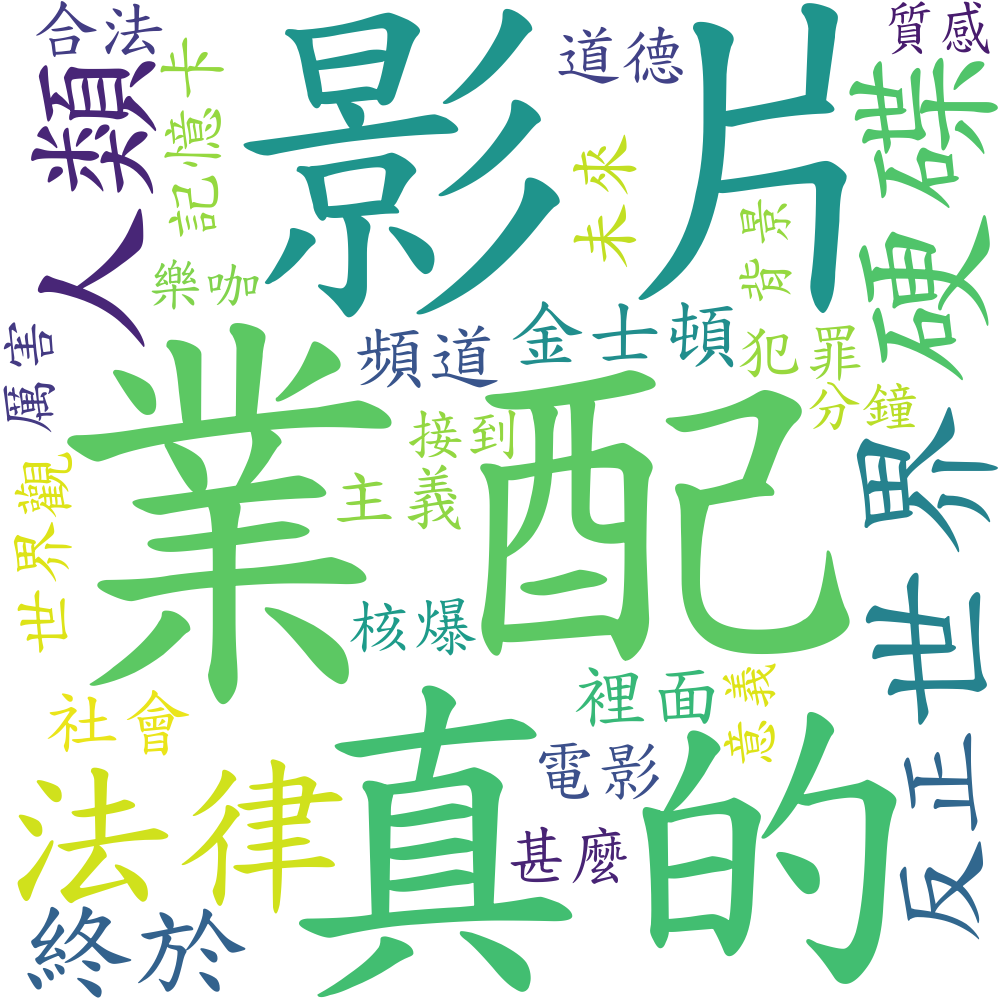 合法
影片
道德
質感
人類
記憶卡
未來
背景
硬碟
樂咖
厲害
頻道
金士頓
犯罪
分鐘
業配
接到
主義
世界觀
世界
核爆
裡面
意義
社會
電影
反正
法律
真的
甚麼
終於